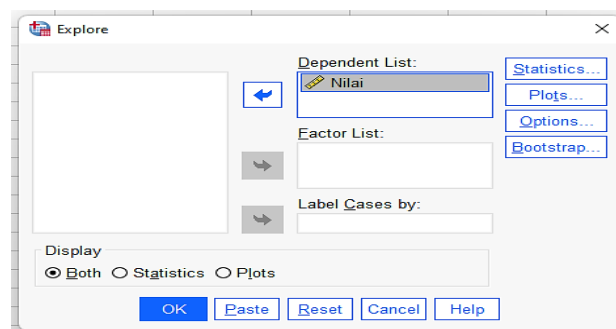 Explore
Dependent List:
Nilai
Statistics...
Plots...
Options...
Bootstrap...
Factor List:
Label Cases by:
Display
Both Statistics Plots
OK Paste Reset Cancel Help